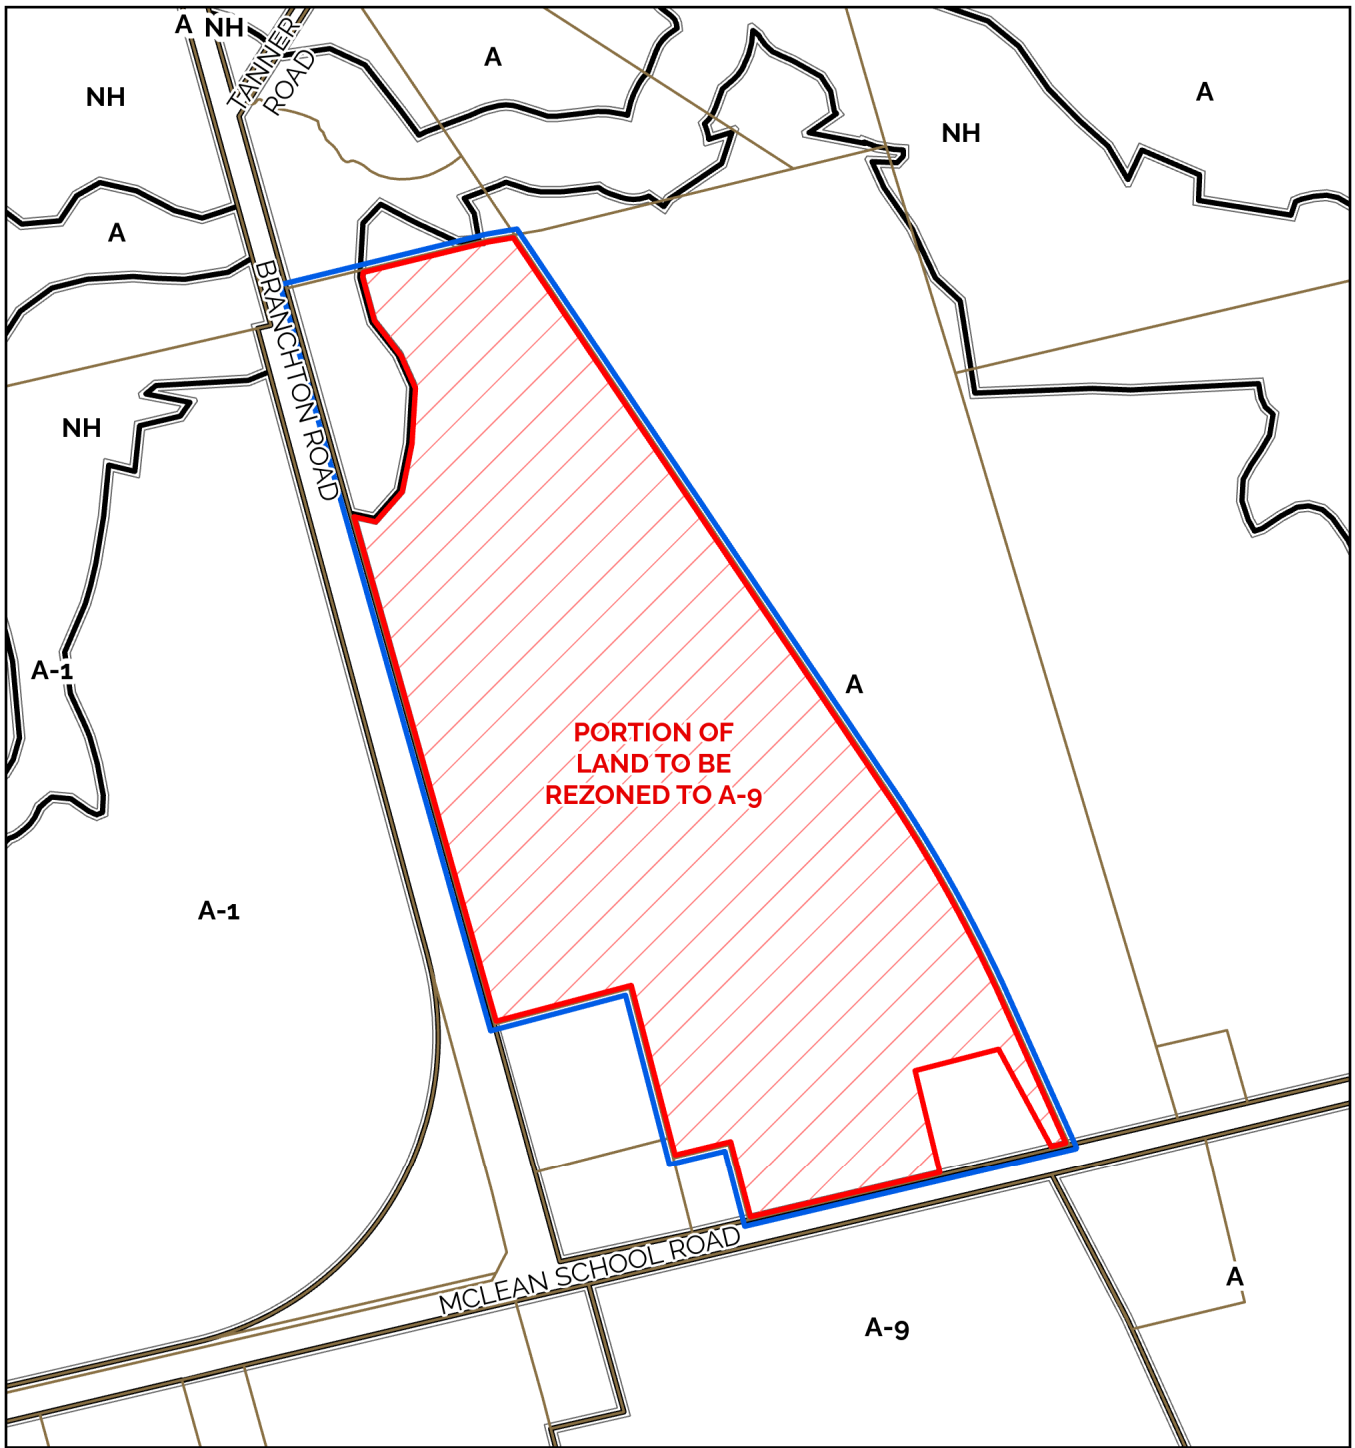 A
NH
TANNER
ROAD
A
NH
A
NH
A
BRANCHTON ROAD
NH
A-1
A
PORTION OF
LAND TO BE
REZONED TO A-9
A-1
MCLEAN SCHOOL ROAD
A
A-9